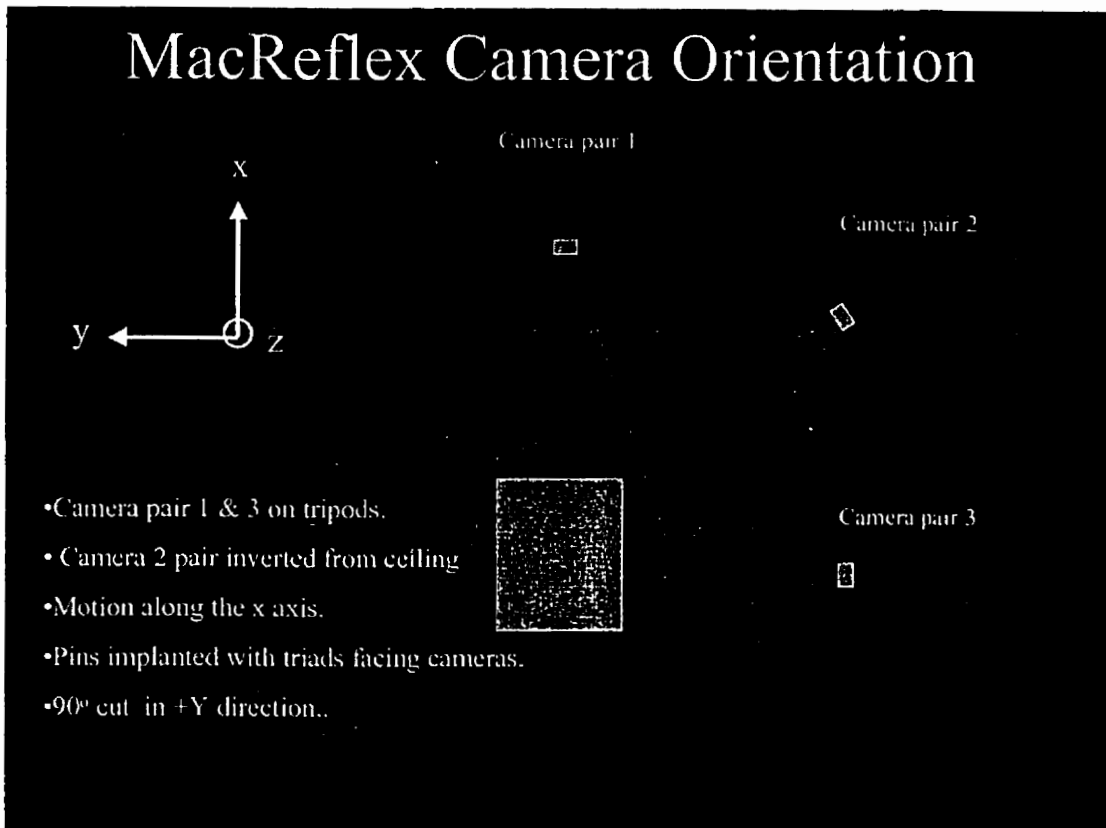 MacReflex Camera Orientation
Camera pair 1
x
Camera pair 2
y
z
•Camera pair 1 & 3 on tripods.
• Camera 2 pair inverted from ceiling
•Motion along the x axis.
•Pins implanted with triads facing cameras.
•90º cut in +Y direction..
Camera pair 3